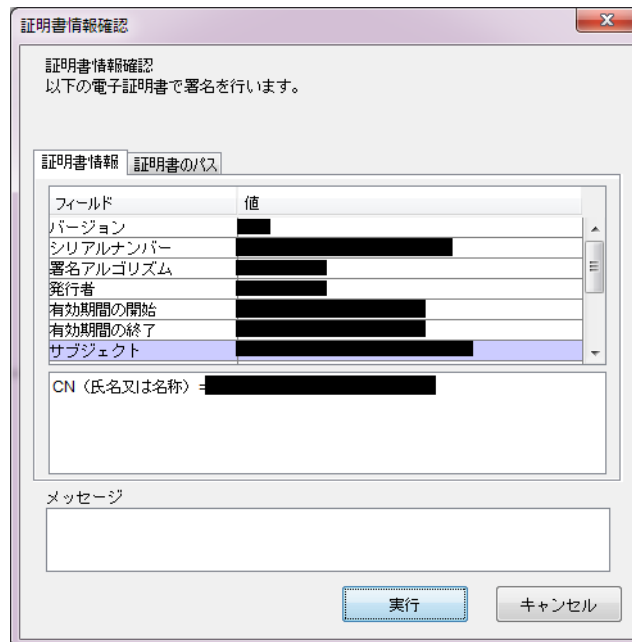 証明書情報確認
証明書情報確認
以下の電子証明書で署名を行います。
証明書情報 証明書のパス
フィールド 値
バージョン
シリアルナンバー
署名アルゴリズム
発行者
有効期間の開始
有効期間の終了
サブジェクト
CN（氏名又は名称）=
メッセージ
実行 キャンセル